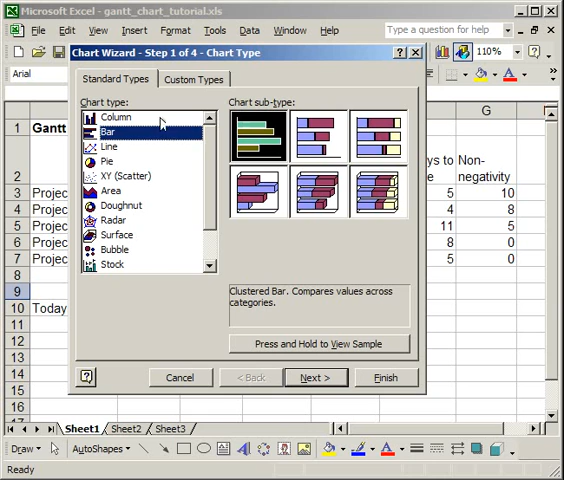 Microsoft Excel - gantt_chart_tutorial.xls
File Edit View Insert Format Tools Data Window
Type a question for help
110%
Arial
Chart Wizard - Step 1 of 4 - Chart Type
Standard Types
Custom Types
Chart type:
Column
Bar
Line
Pie
XY (Scatter)
Area
Doughnut
Radar
Surface
Bubble
Stock
Chart sub-type:
Clustered Bar. Compares values across
categories.
Press and Hold to View Sample
Cancel
< Back
Next >
Finish
G
1 Gantt
ys to Non-
2 e negativity
3 Projec 5 10
4 Projec 4 8
5 Projec 11 5
6 Projec 8 0
7 Projec 5 0
8
9
10 Today
11
12
13
14
15
16
17
Sheet1 Sheet2 Sheet3
Draw AutoShapes
Ready